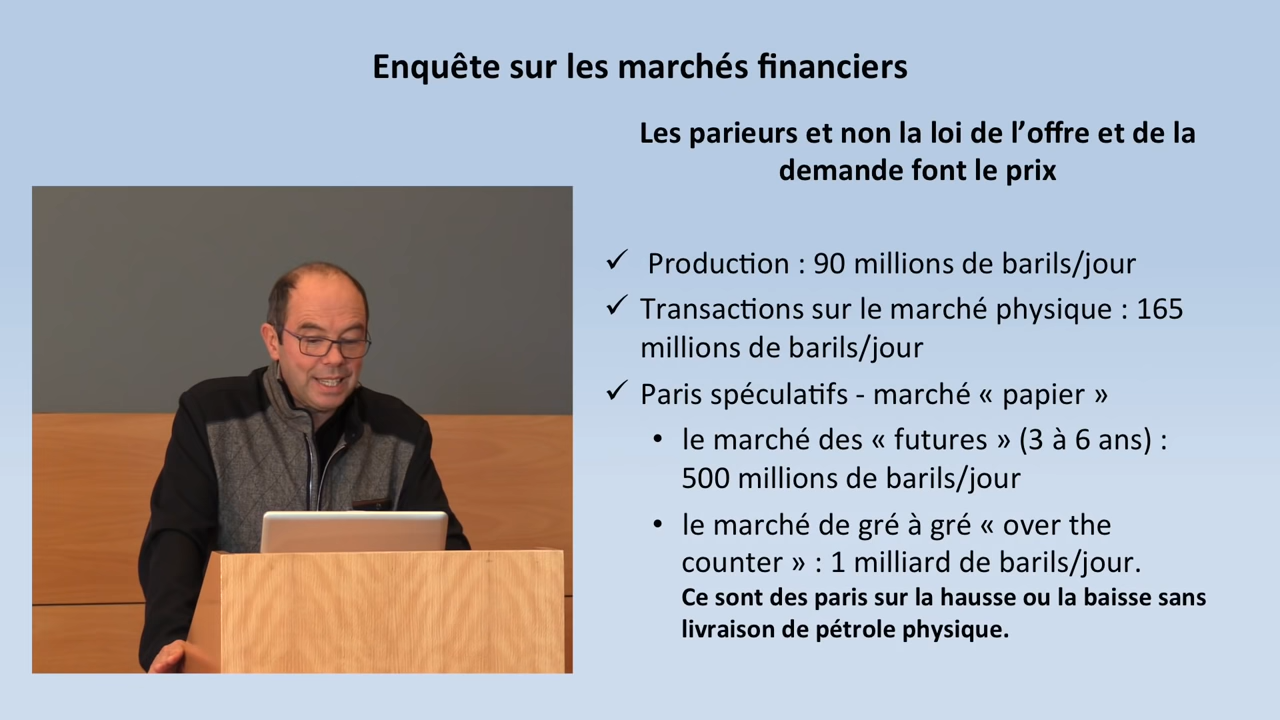 Enquête sur les marchés financiers
Les parieurs et non la loi de l’offre et de la
demande font le prix
✓ Production : 90 millions de barils/jour
✓ Transactions sur le marché physique : 165
millions de barils/jour
✓ Paris spéculatifs - marché « papier »
• le marché des « futures » (3 à 6 ans) :
500 millions de barils/jour
• le marché de gré à gré « over the
counter » : 1 milliard de barils/jour.
Ce sont des paris sur la hausse ou la baisse sans
livraison de pétrole physique.